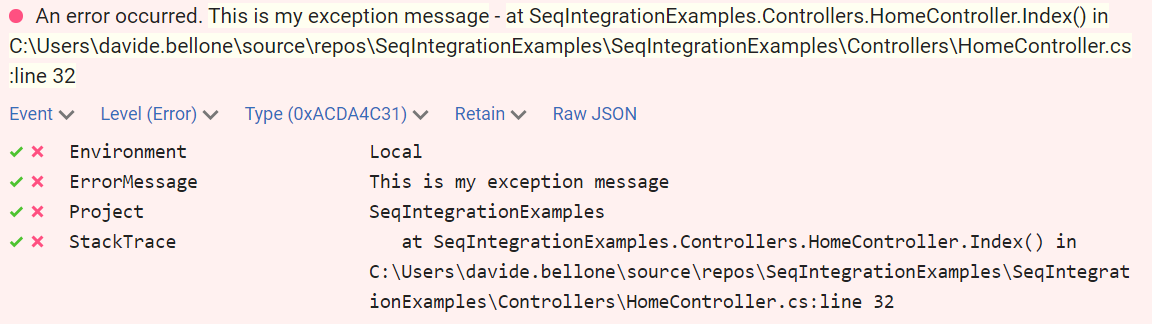 An error occurred. This is my exception message - at SeqIntegrationExamples.Controllers.HomeController.Index() in
C:\Users\davide.bellone\source\repos\SeqIntegrationExamples\SeqIntegrationExamples\Controllers\HomeController.cs
:line 32
Event Level (Error) Type (0xACDA4C31) Retain Raw JSON
Environment Local
ErrorMessage This is my exception message
Project SeqIntegrationExamples
StackTrace at SeqIntegrationExamples.Controllers.HomeController.Index() in
C:\Users\davide.bellone\source\repos\SeqIntegrationExamples\SeqIntegrat
ionExamples\Controllers\HomeController.cs:line 32